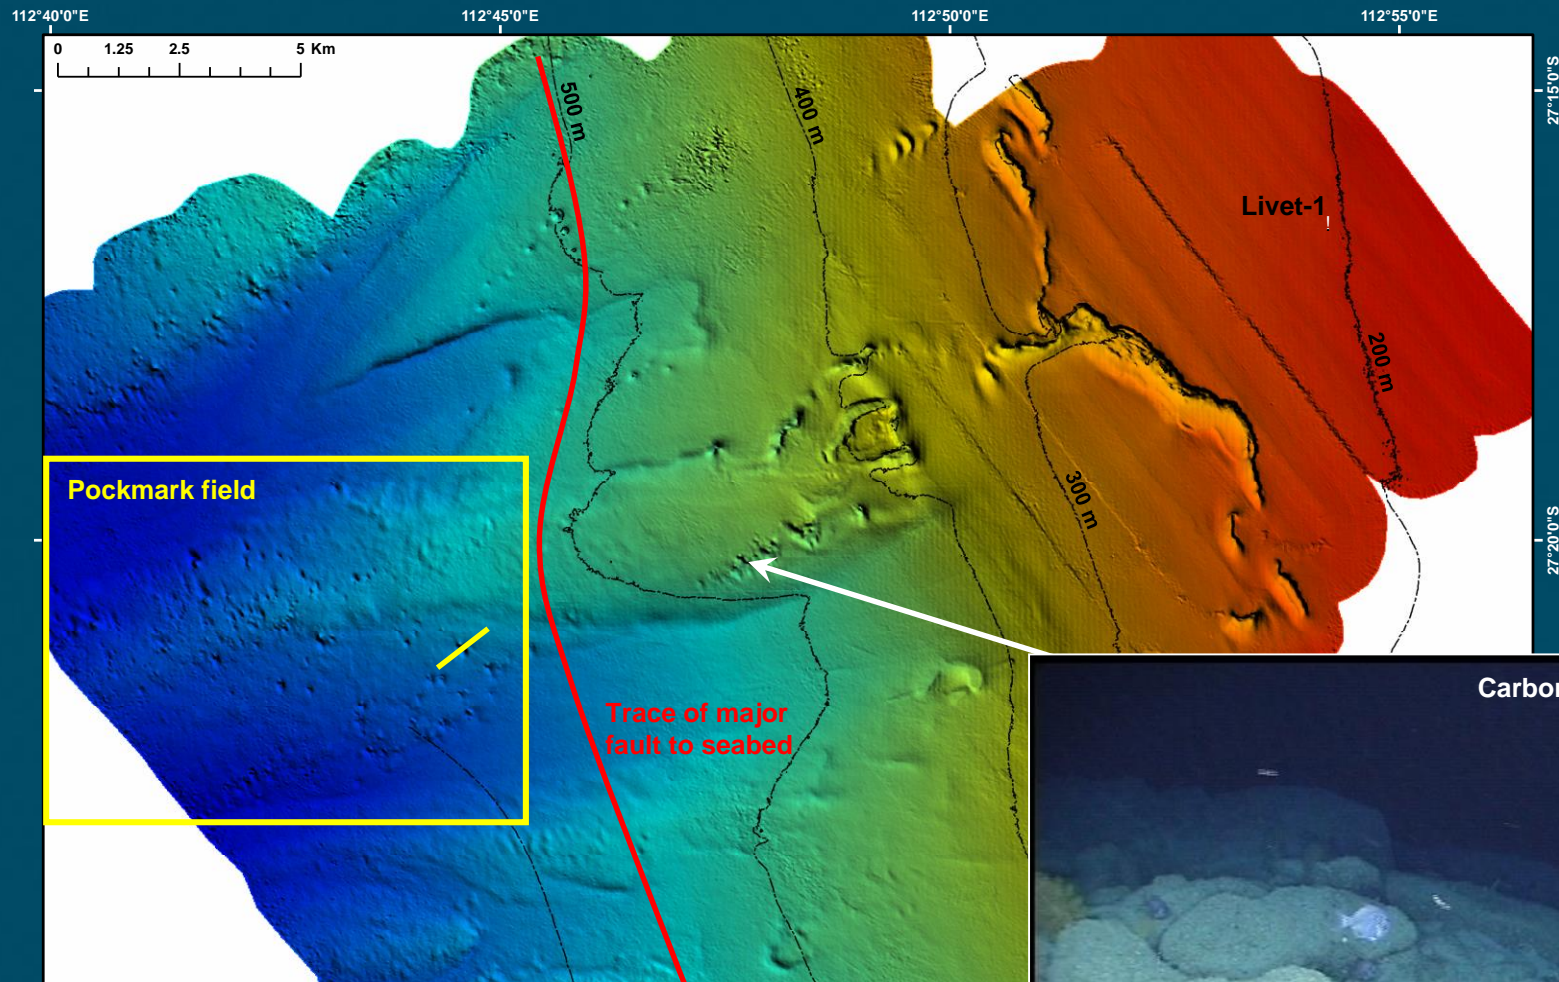 112°40'0"E
112°45'0"E
112°50'0"E
112°55'0"E
0 1.25 2.5 5 Km
27°15'0"S
500 m
400 m
Livet-1
200 m
Pockmark field
300 m
27°20'0"S
Trace of major
fault to seabed